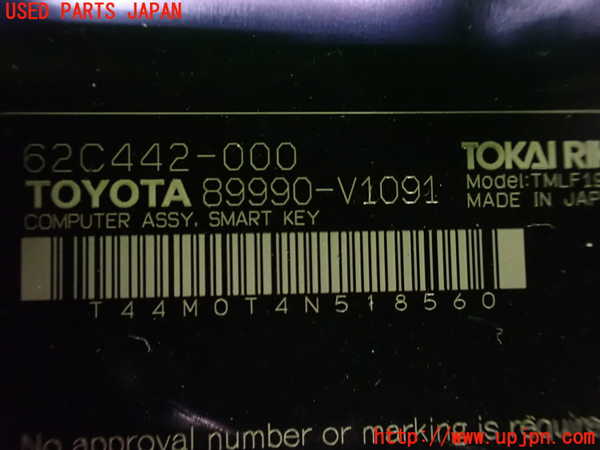 USED PARTS JAPAN
62C442-000
TOKAI
TOYOTA 89990-V1091
Model:TMLF19
COMPUTER ASSY, SMART KEY
MADE IN JAP
T44M0T4N518560
No approval number or marking is require
http://www.upjpn.com